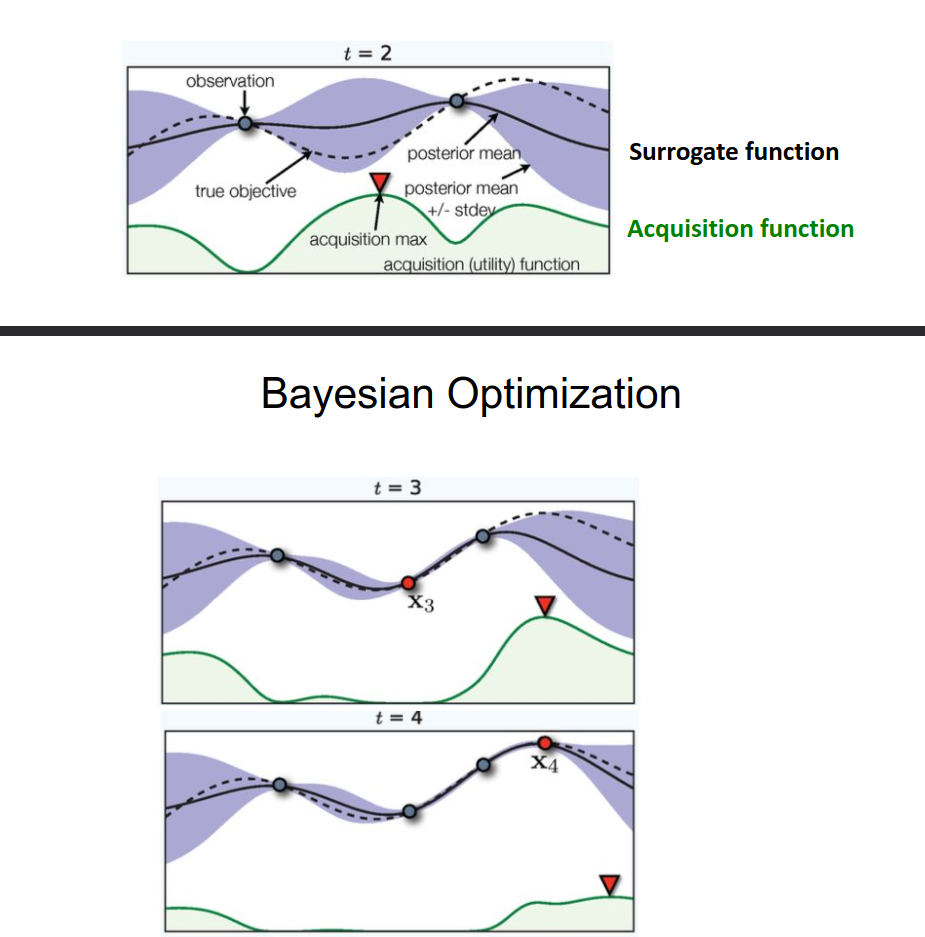 t = 2
observation
posterior mean
Surrogate function
true objective
posterior mean
+/- stdev
Acquisition function
acquisition max
acquisition (utility) function
Bayesian Optimization
t = 3
x₃
t = 4
x₄